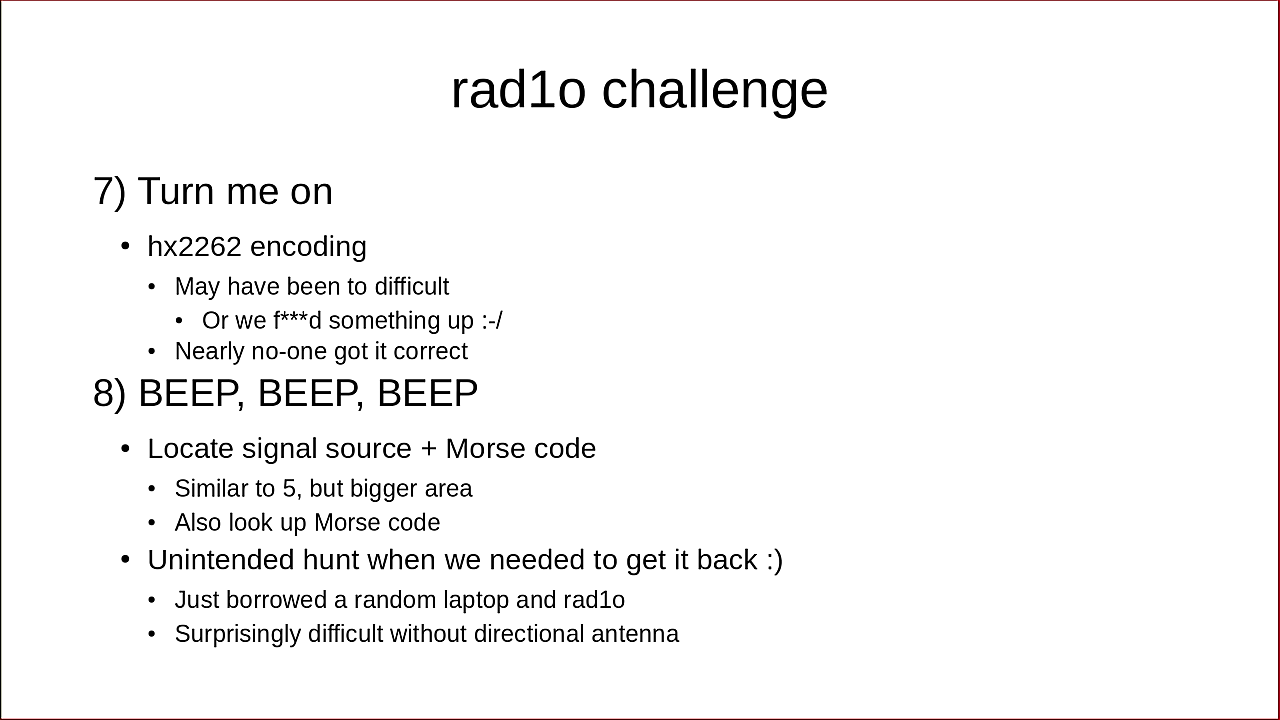 rad1o challenge
7) Turn me on
• hx2262 encoding
• May have been to difficult
• Or we f***d something up :-/
• Nearly no-one got it correct
8) BEEP, BEEP, BEEP
• Locate signal source + Morse code
• Similar to 5, but bigger area
• Also look up Morse code
• Unintended hunt when we needed to get it back :)
• Just borrowed a random laptop and rad1o
• Surprisingly difficult without directional antenna